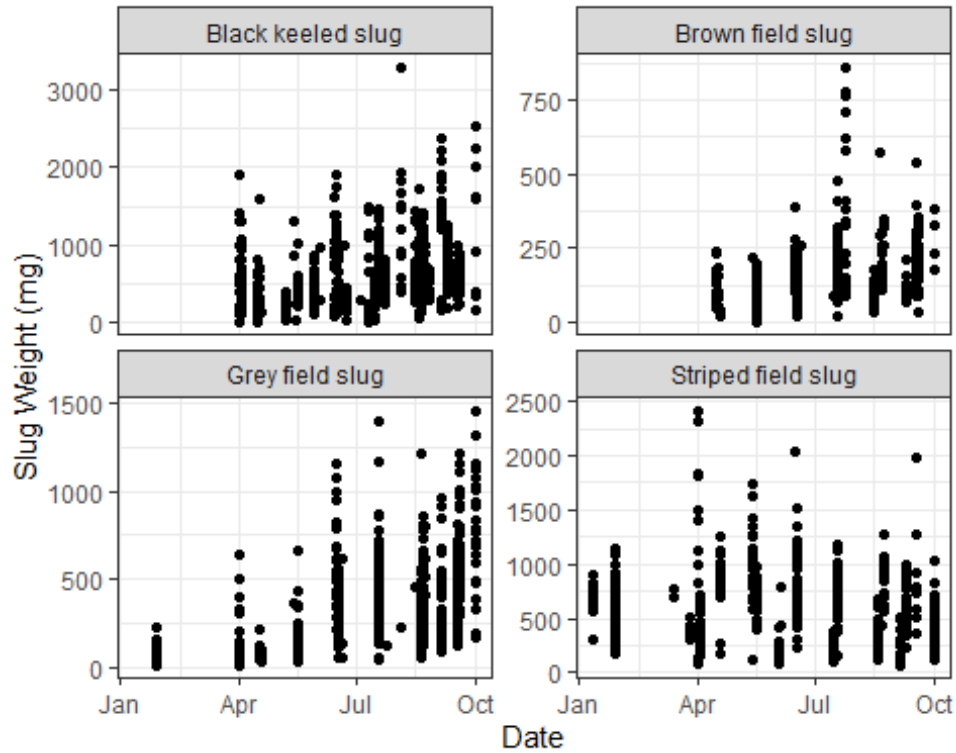 Black keeled slug
Brown field slug
3000
2000
1000
0
750
500
250
0
Grey field slug
Striped field slug
1500
1000
500
0
2500
2000
1500
1000
500
0
Jan Apr Jul Oct
Jan Apr Jul Oct
Slug Weight (mg)
Date